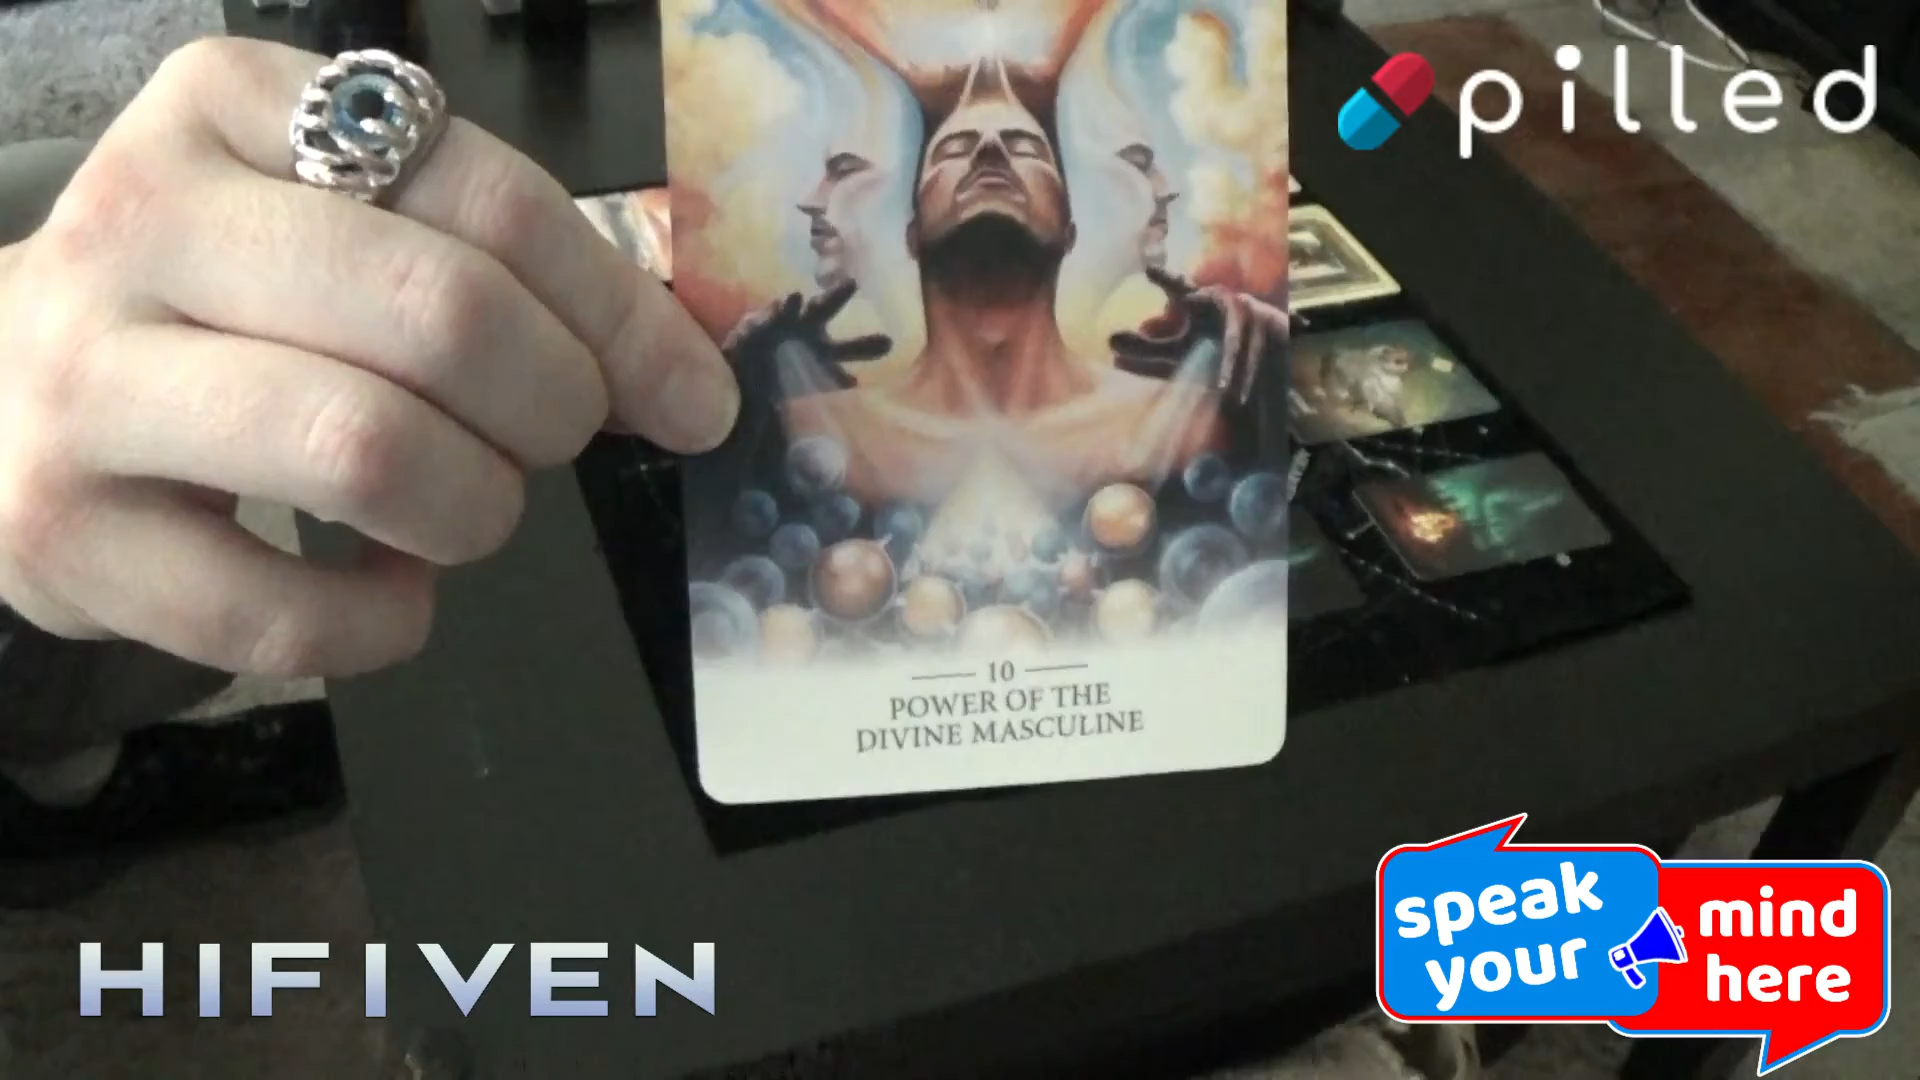 pilled
10
POWER OF THE
DIVINE MASCULINE
HIFIVEN
speak
your
mind
here